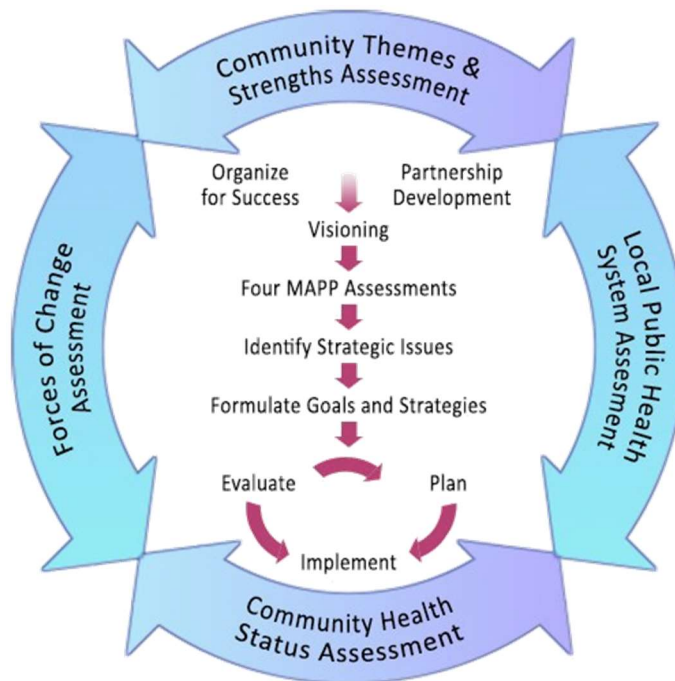 Community Themes &
Strengths Assessment
Organize
for Success
Partnership
Development
Visioning
Four MAPP Assessments
Identify Strategic Issues
Formulate Goals and Strategies
Evaluate
Plan
Implement
Forces of Change
Assessment
Local Public Health
System Assesment
Community Health
Status Assessment